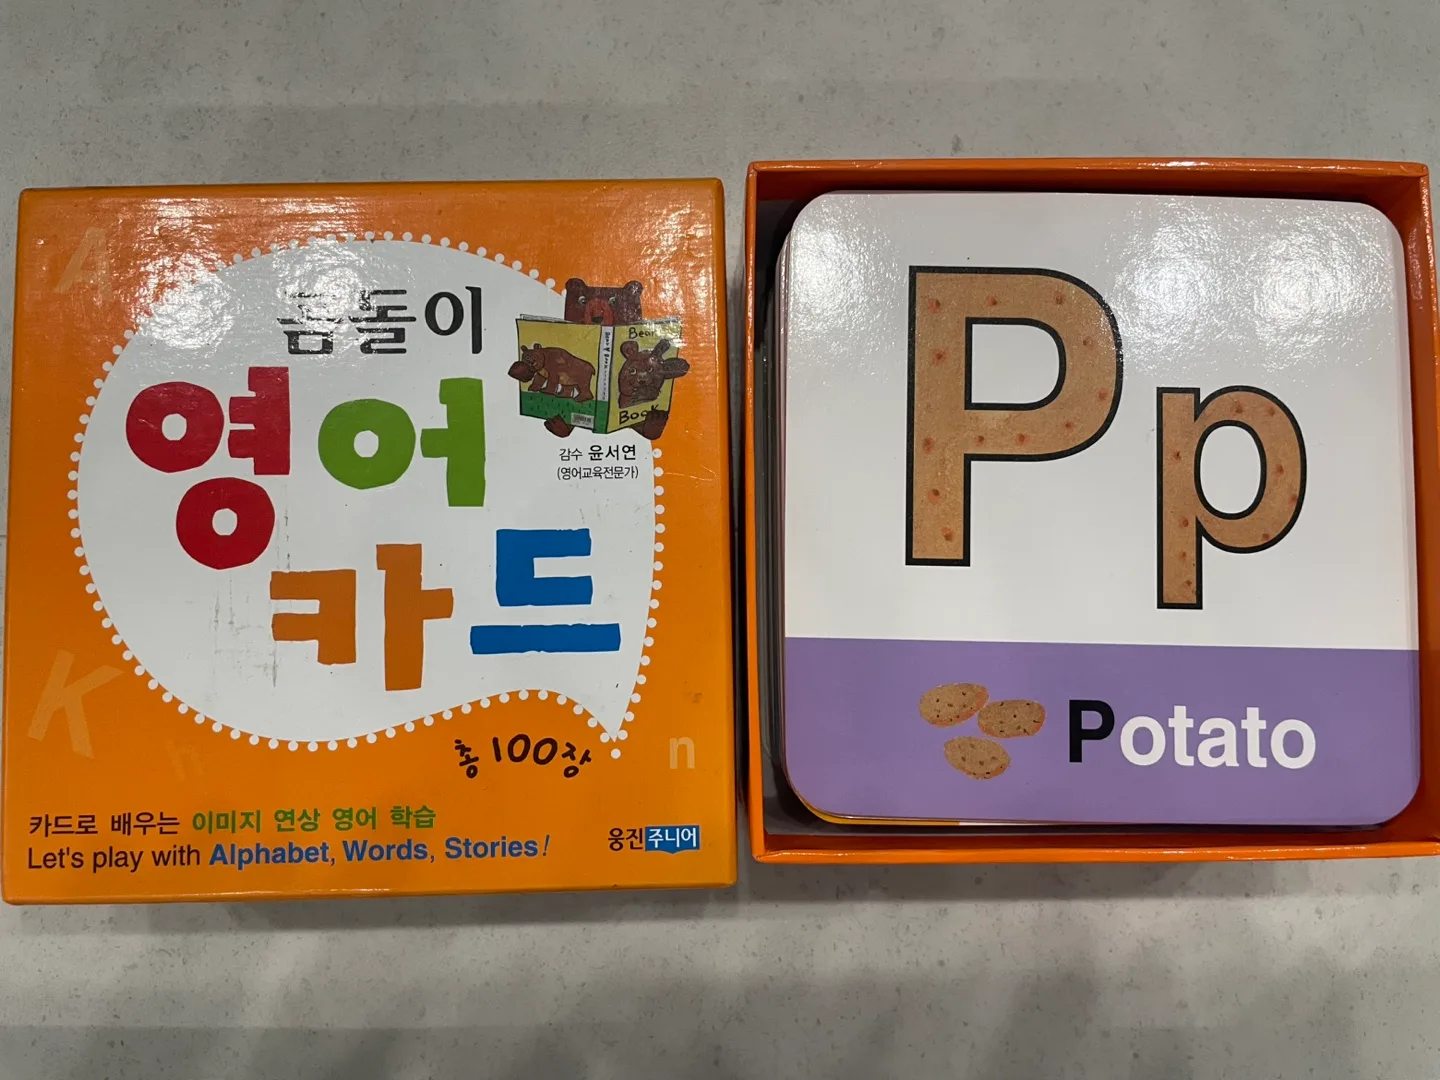 곰돌이
Bear
Book
감수 윤서연
(영어교육전문가)
영어
카드
총 100장
A
K
h
n
카드로 배우는 이미지 연상 영어 학습
Let's play with Alphabet, Words, Stories!
웅진주니어
Pp
Potato